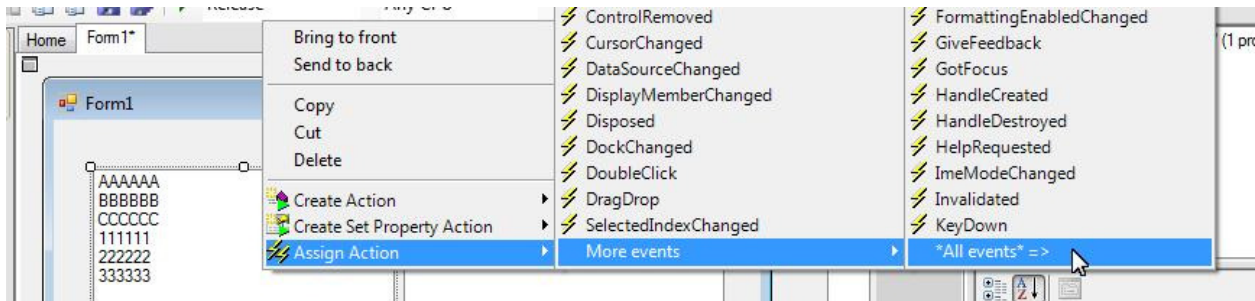 Release
Any CPU
Home
Form1*
(1 pro
Form1
AAAAAA
BBBBBB
CCCCCC
111111
222222
333333
Bring to front
Send to back
Copy
Cut
Delete
Create Action
Create Set Property Action
Assign Action
ControlRemoved
CursorChanged
DataSourceChanged
DisplayMemberChanged
Disposed
DockChanged
DoubleClick
DragDrop
SelectedIndexChanged
More events
FormattingEnabledChanged
GiveFeedback
GotFocus
HandleCreated
HandleDestroyed
HelpRequested
ImeModeChanged
Invalidated
KeyDown
*All events* =>